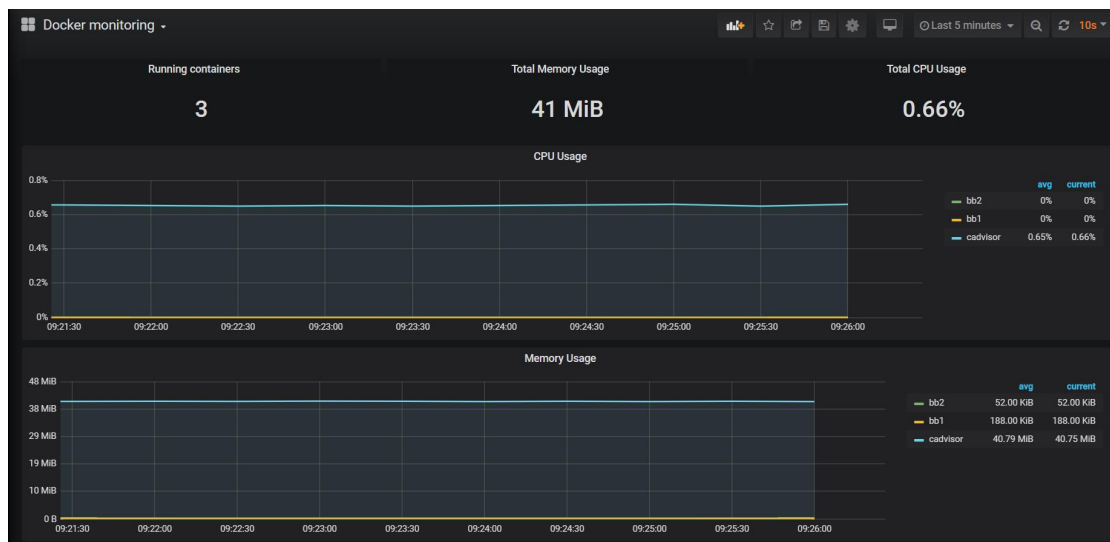 Docker monitoring
Last 5 minutes 10s
Running containers Total Memory Usage Total CPU Usage
3 41 MiB 0.66%
CPU Usage
0.8%
0.6%
0.4%
0.2%
0%
09:21:30 09:22:00 09:22:30 09:23:00 09:23:30 09:24:00 09:24:30 09:25:00 09:25:30 09:26:00
avg current
bb2 0% 0%
bb1 0% 0%
cadvisor 0.65% 0.66%
Memory Usage
48 MiB
38 MiB
29 MiB
19 MiB
10 MiB
0 B
09:21:30 09:22:00 09:22:30 09:23:00 09:23:30 09:24:00 09:24:30 09:25:00 09:25:30 09:26:00
avg current
bb2 52.00 KiB 52.00 KiB
bb1 188.00 KiB 188.00 KiB
cadvisor 40.79 MiB 40.75 MiB